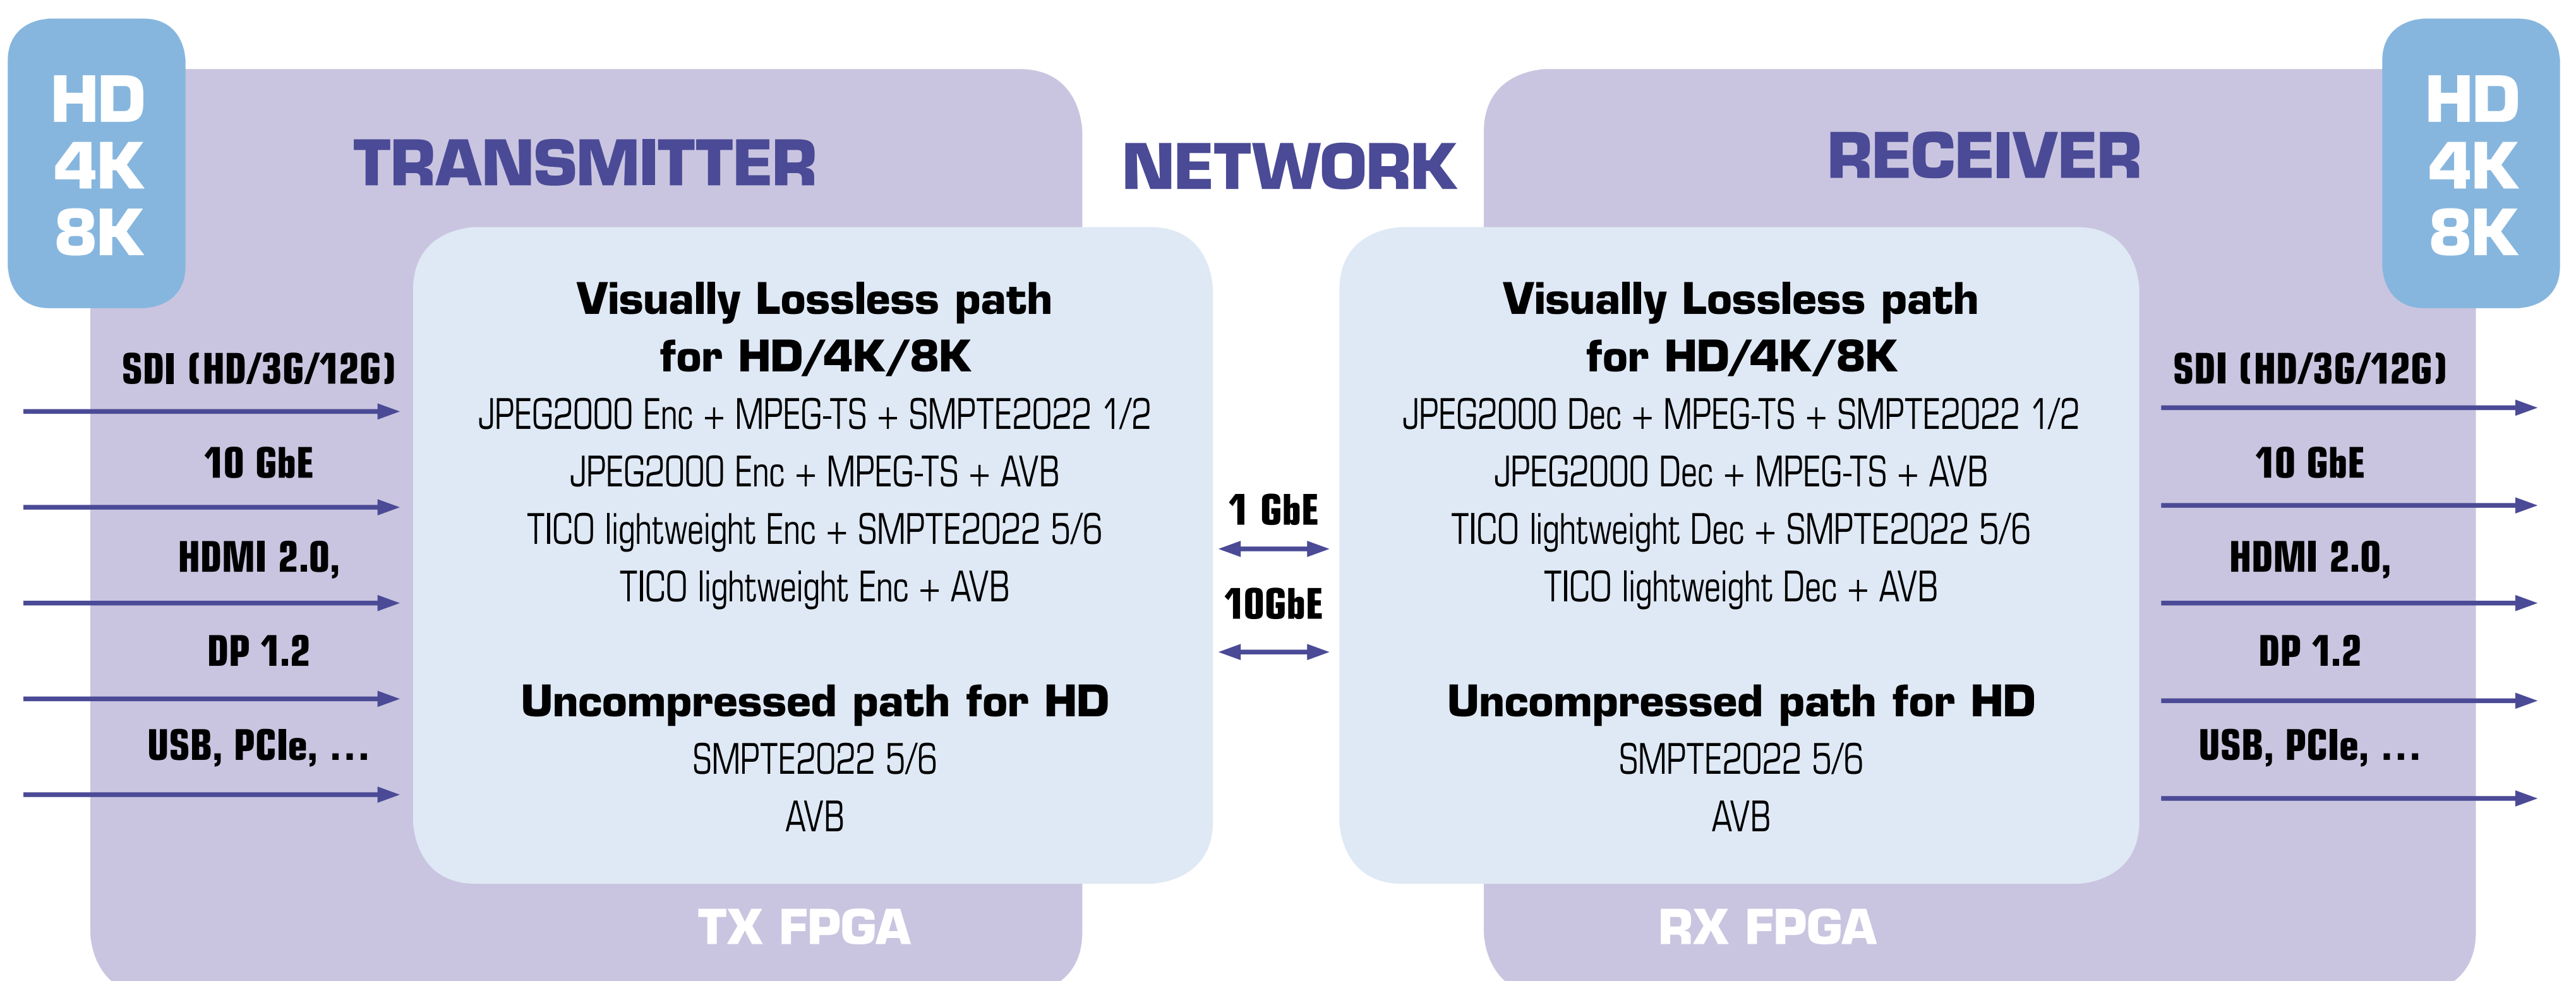 HD
4K
8K
TRANSMITTER
SDI (HD/3G/12G)
10 GbE
HDMI 2.0,
DP 1.2
USB, PCIe, ...
Visually Lossless path
for HD/4K/8K
JPEG2000 Enc + MPEG-TS + SMPTE2022 1/2
JPEG2000 Enc + MPEG-TS + AVB
TICO lightweight Enc + SMPTE2022 5/6
TICO lightweight Enc + AVB
Uncompressed path for HD
SMPTE2022 5/6
AVB
TX FPGA
NETWORK
1 GbE
10GbE
RECEIVER
Visually Lossless path
for HD/4K/8K
JPEG2000 Dec + MPEG-TS + SMPTE2022 1/2
JPEG2000 Dec + MPEG-TS + AVB
TICO lightweight Dec + SMPTE2022 5/6
TICO lightweight Dec + AVB
Uncompressed path for HD
SMPTE2022 5/6
AVB
RX FPGA
HD
4K
8K
SDI (HD/3G/12G)
10 GbE
HDMI 2.0,
DP 1.2
USB, PCIe, ...